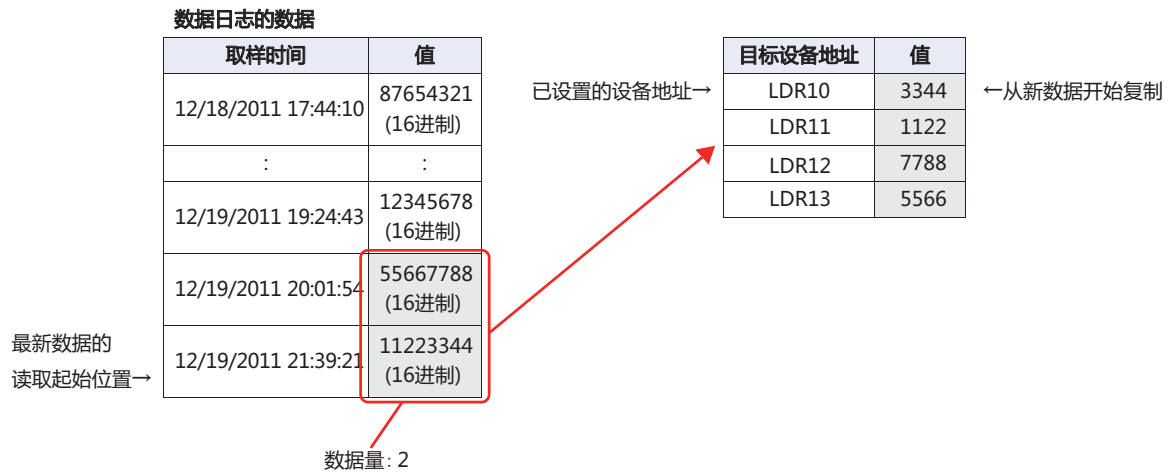 数据日志的数据
取样时间 值
12/18/2011 17:44:10 87654321
(16进制)
: :
12/19/2011 19:24:43 12345678
(16进制)
12/19/2011 20:01:54 55667788
(16进制)
12/19/2011 21:39:21 11223344
(16进制)
最新数据的
读取起始位置→
数据量: 2
目标设备地址 值
已设置的设备地址→ LDR10 3344 ←从新数据开始复制
LDR11 1122
LDR12 7788
LDR13 5566